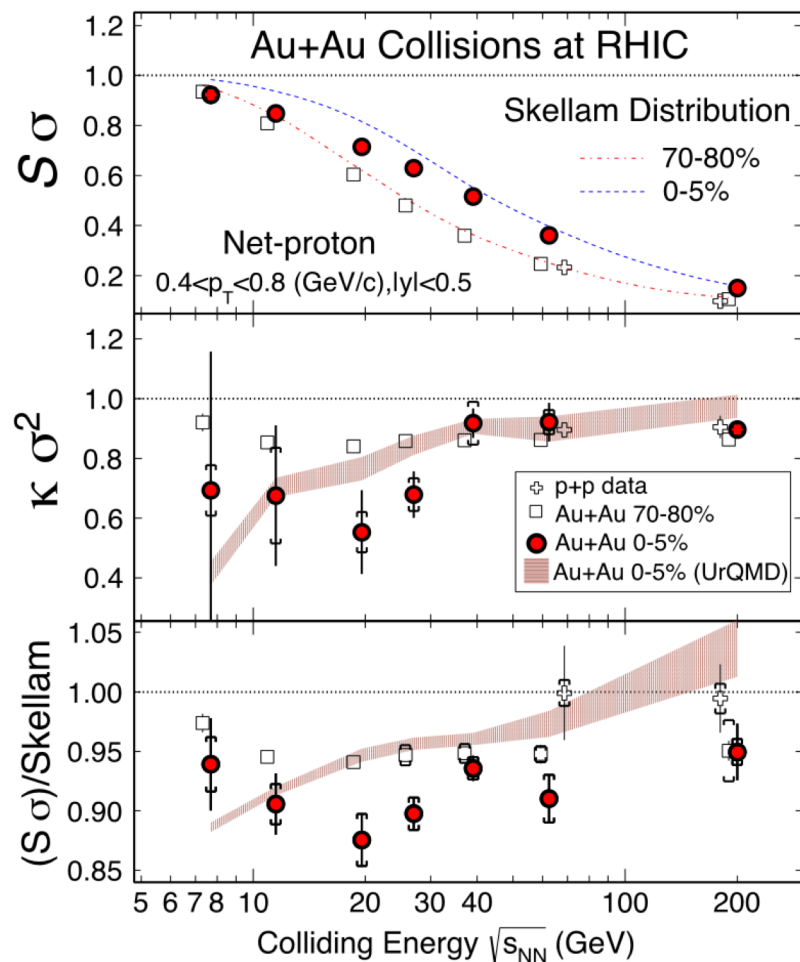 Au+Au Collisions at RHIC
S σ
1.2
1.0
0.8
0.6
0.4
0.2
Skellam Distribution
70-80%
0-5%
Net-proton
0.4<p_T<0.8 (GeV/c),|y|<0.5
κ σ²
1.2
1.0
0.8
0.6
0.4
p+p data
Au+Au 70-80%
Au+Au 0-5%
Au+Au 0-5% (UrQMD)
(S σ)/Skellam
1.05
1.00
0.95
0.90
0.85
5 6 7 8 10 20 30 40 100 200
Colliding Energy √s_NN (GeV)